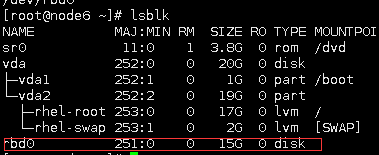 /dev/rbd0
[root@node6 ~]# lsblk
NAME MAJ:MIN RM SIZE RO TYPE MOUNTPOI
sr0 11:0 1 3.8G 0 rom /dvd
vda 252:0 0 20G 0 disk
├─vda1 252:1 0 1G 0 part /boot
└─vda2 252:2 0 19G 0 part
├─rhel-root 253:0 0 17G 0 lvm /
└─rhel-swap 253:1 0 2G 0 lvm [SWAP]
rbd0 251:0 0 15G 0 disk